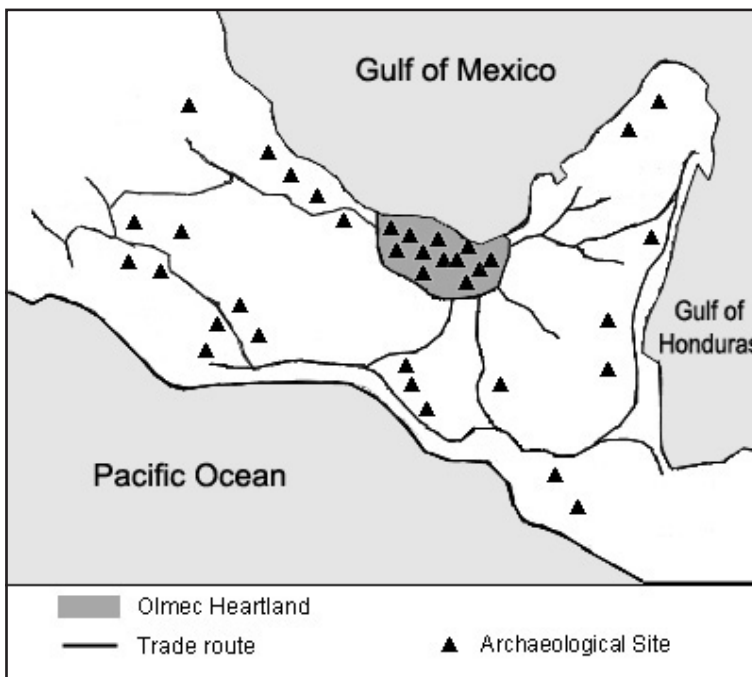 Gulf of Mexico
Gulf of
Honduras
Pacific Ocean
Olmec Heartland
Trade route
Archaeological Site